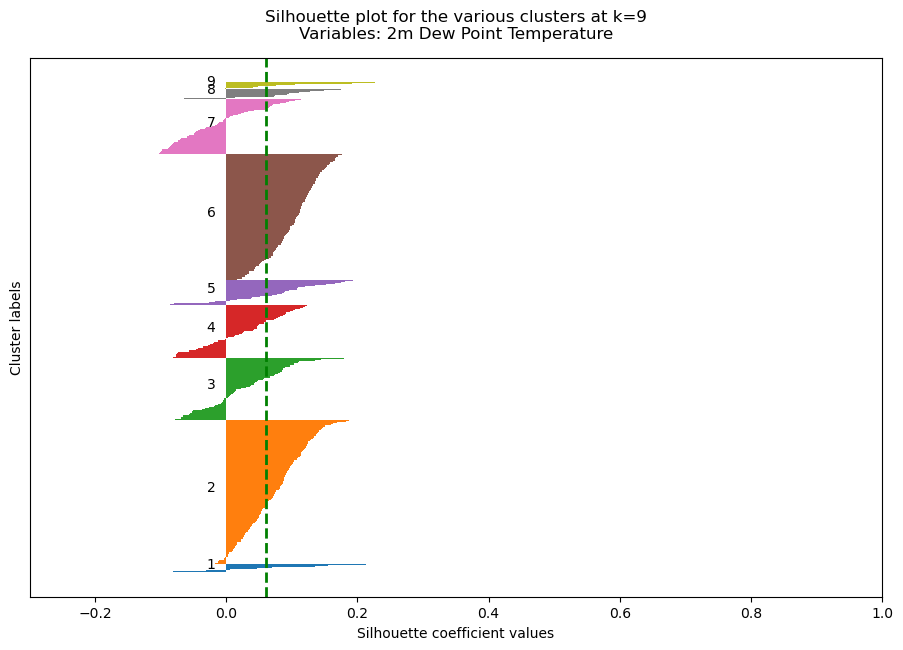 Silhouette plot for the various clusters at k=9
Variables: 2m Dew Point Temperature
9
8
7
6
5
4
3
2
1
Cluster labels
−0.2 0.0 0.2 0.4 0.6 0.8 1.0
Silhouette coefficient values